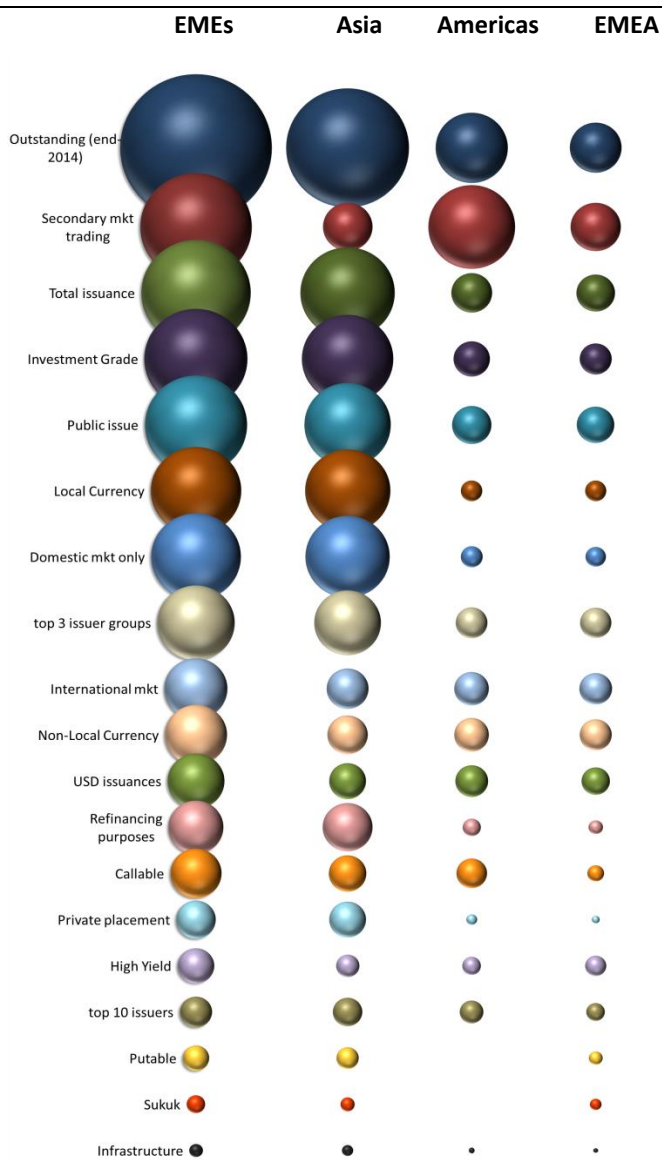 EMEs Asia Americas EMEA
Outstanding (end-
2014)
Secondary mkt
trading
Total issuance
Investment Grade
Public issue
Local Currency
Domestic mkt only
top 3 issuer groups
International mkt
Non-Local Currency
USD issuances
Refinancing
purposes
Callable
Private placement
High Yield
top 10 issuers
Putable
Sukuk
Infrastructure